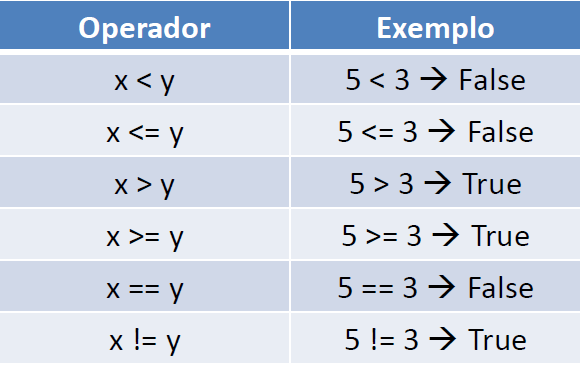 Operador Exemplo
x < y 5 < 3 → False
x <= y 5 <= 3 → False
x > y 5 > 3 → True
x >= y 5 >= 3 → True
x == y 5 == 3 → False
x != y 5 != 3 → True